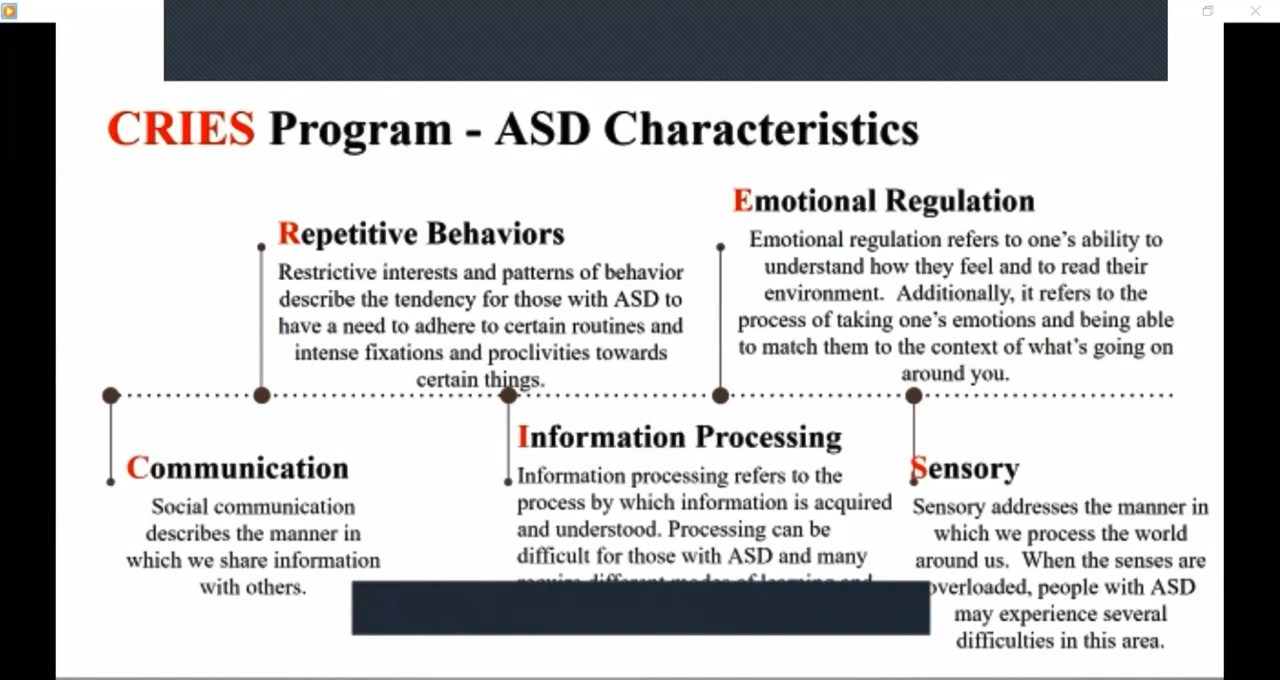 CRIES Program - ASD Characteristics
Repetitive Behaviors
Restrictive interests and patterns of behavior
describe the tendency for those with ASD to
have a need to adhere to certain routines and
intense fixations and proclivities towards
certain things.
Emotional Regulation
Emotional regulation refers to one’s ability to
understand how they feel and to read their
environment.  Additionally, it refers to the
process of taking one’s emotions and being able
to match them to the context of what’s going on
around you.
Communication
Social communication
describes the manner in
which we share information
with others.
Information Processing
Information processing refers to the
process by which information is acquired
and understood. Processing can be
difficult for those with ASD and many
require different modes of learning and
Sensory
Sensory addresses the manner in
which we process the world
around us.  When the senses are
overloaded, people with ASD
may experience several
difficulties in this area.